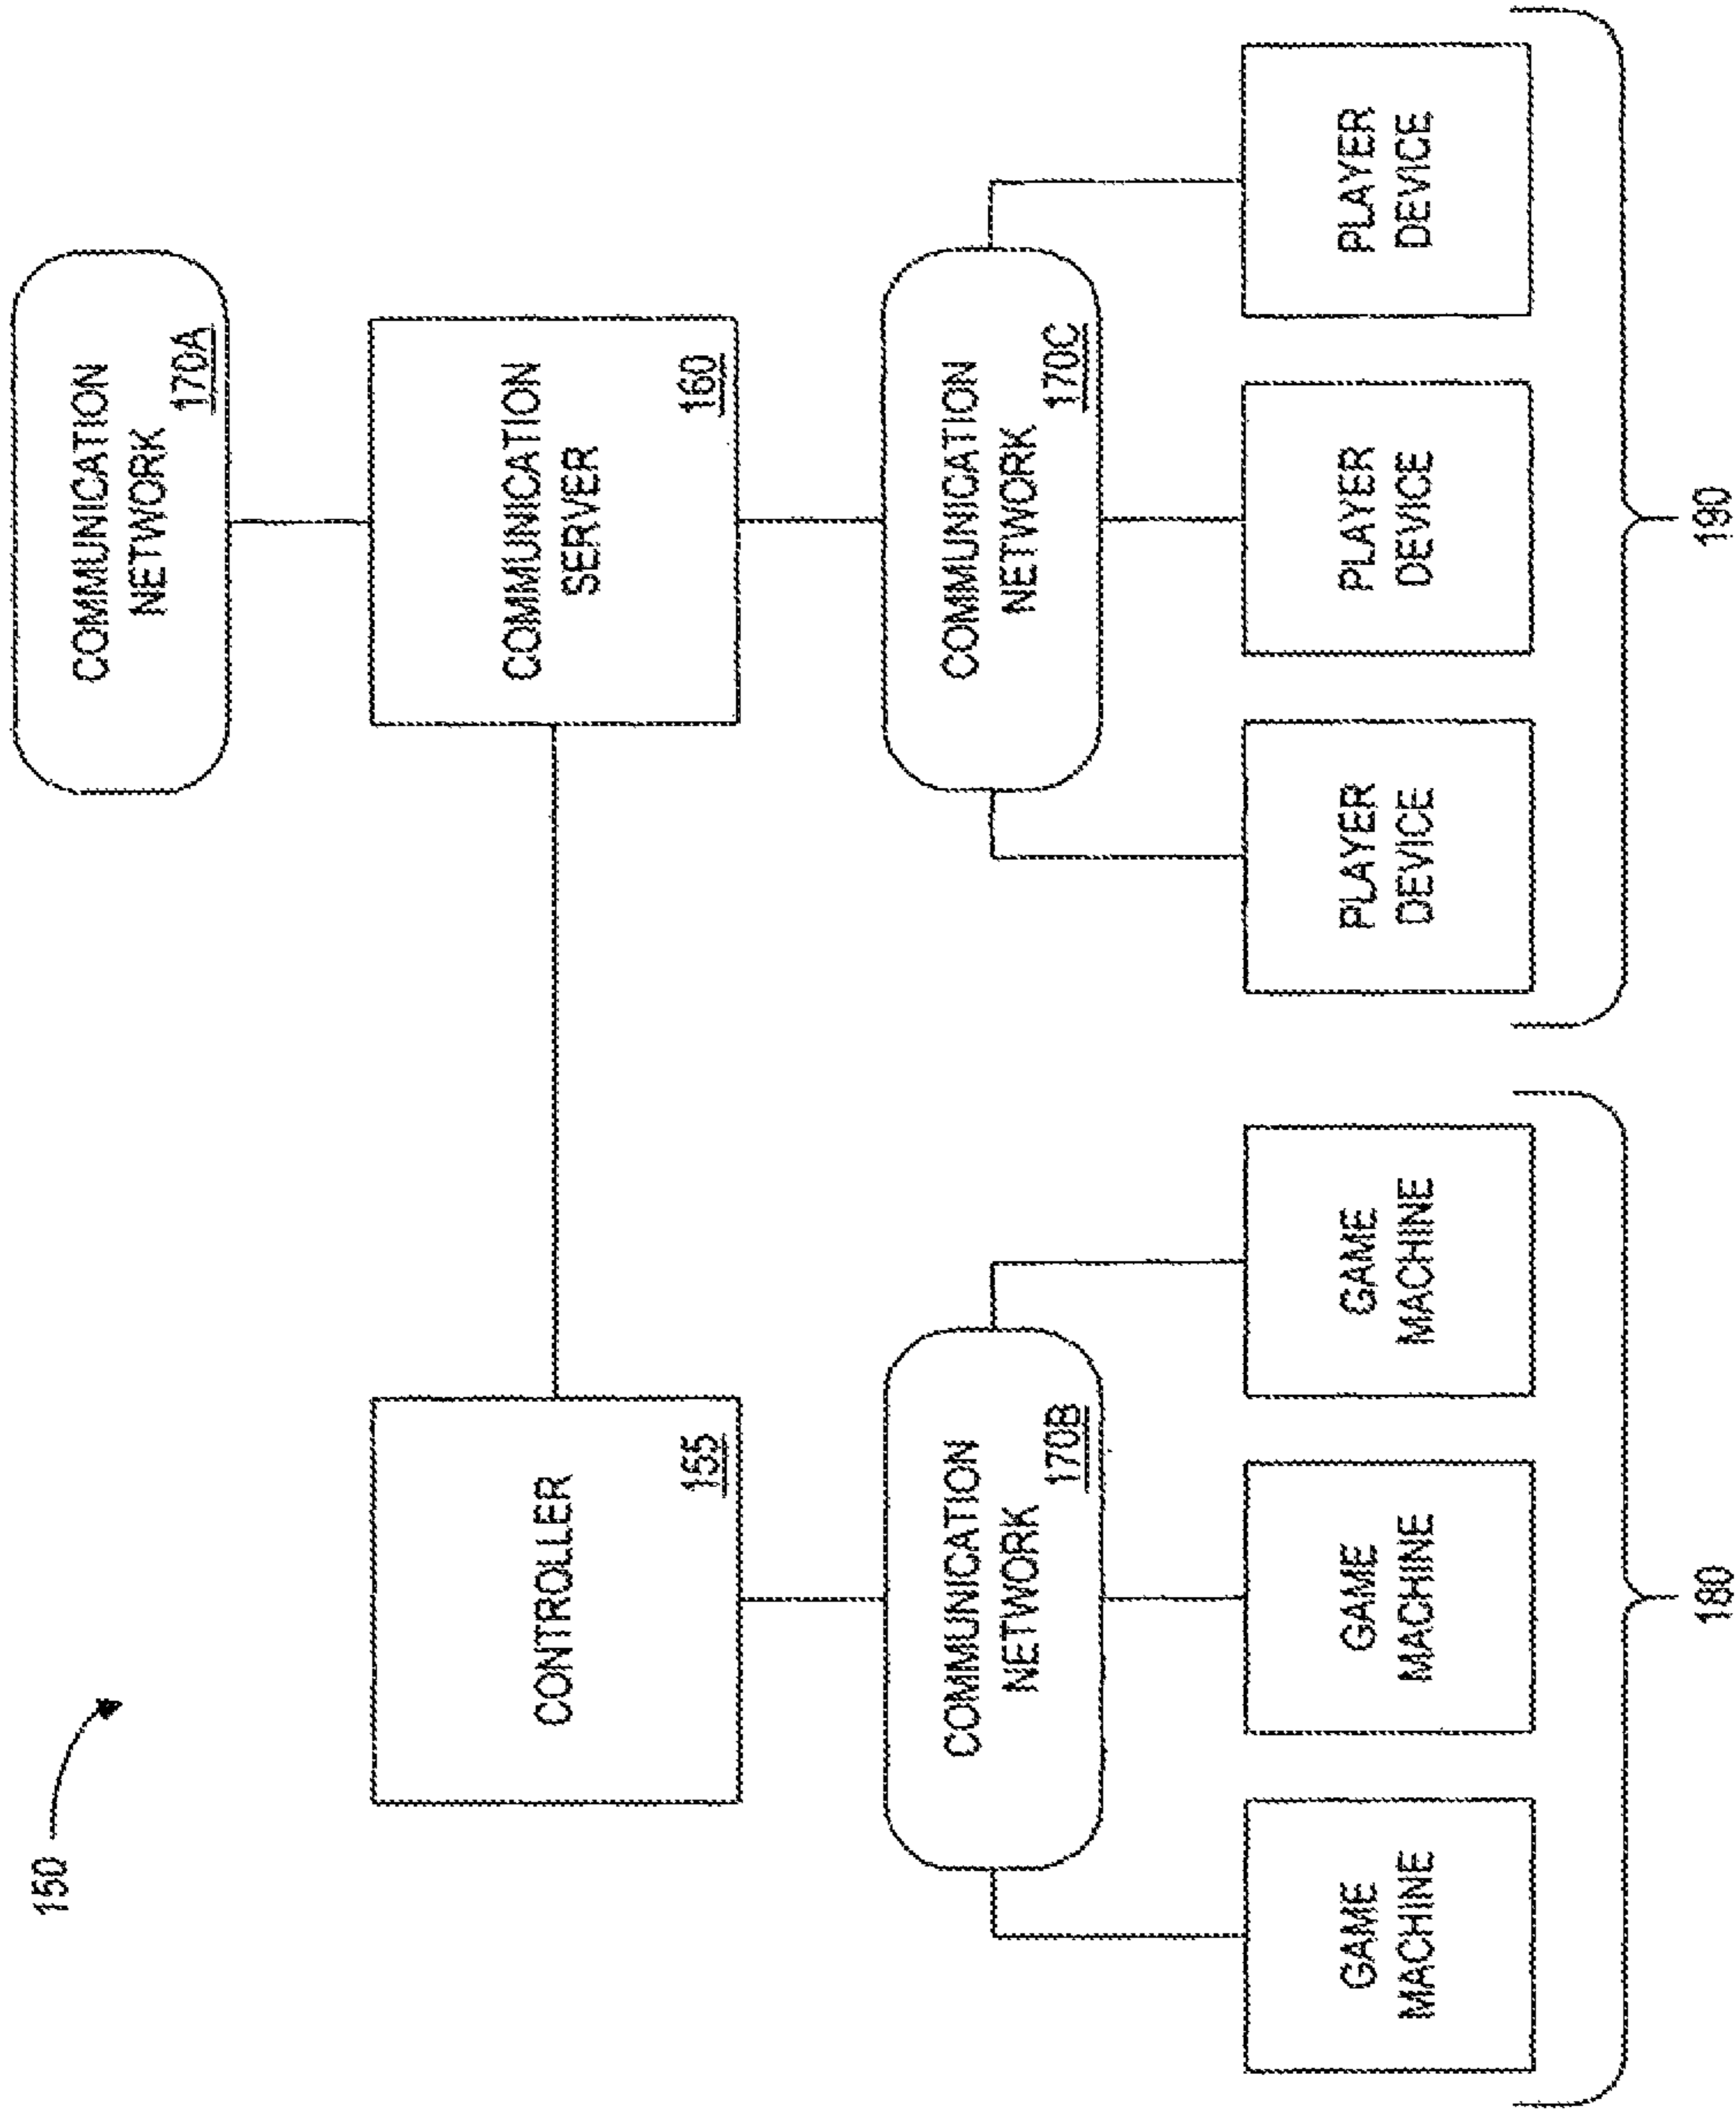 150
COMMUNICATION
NETWORK
170A
CONTROLLER
155
COMMUNICATION
SERVER
160
COMMUNICATION
NETWORK
170B
COMMUNICATION
NETWORK
170C
GAME
MACHINE
GAME
MACHINE
GAME
MACHINE
PLAYER
DEVICE
PLAYER
DEVICE
PLAYER
DEVICE
180
190